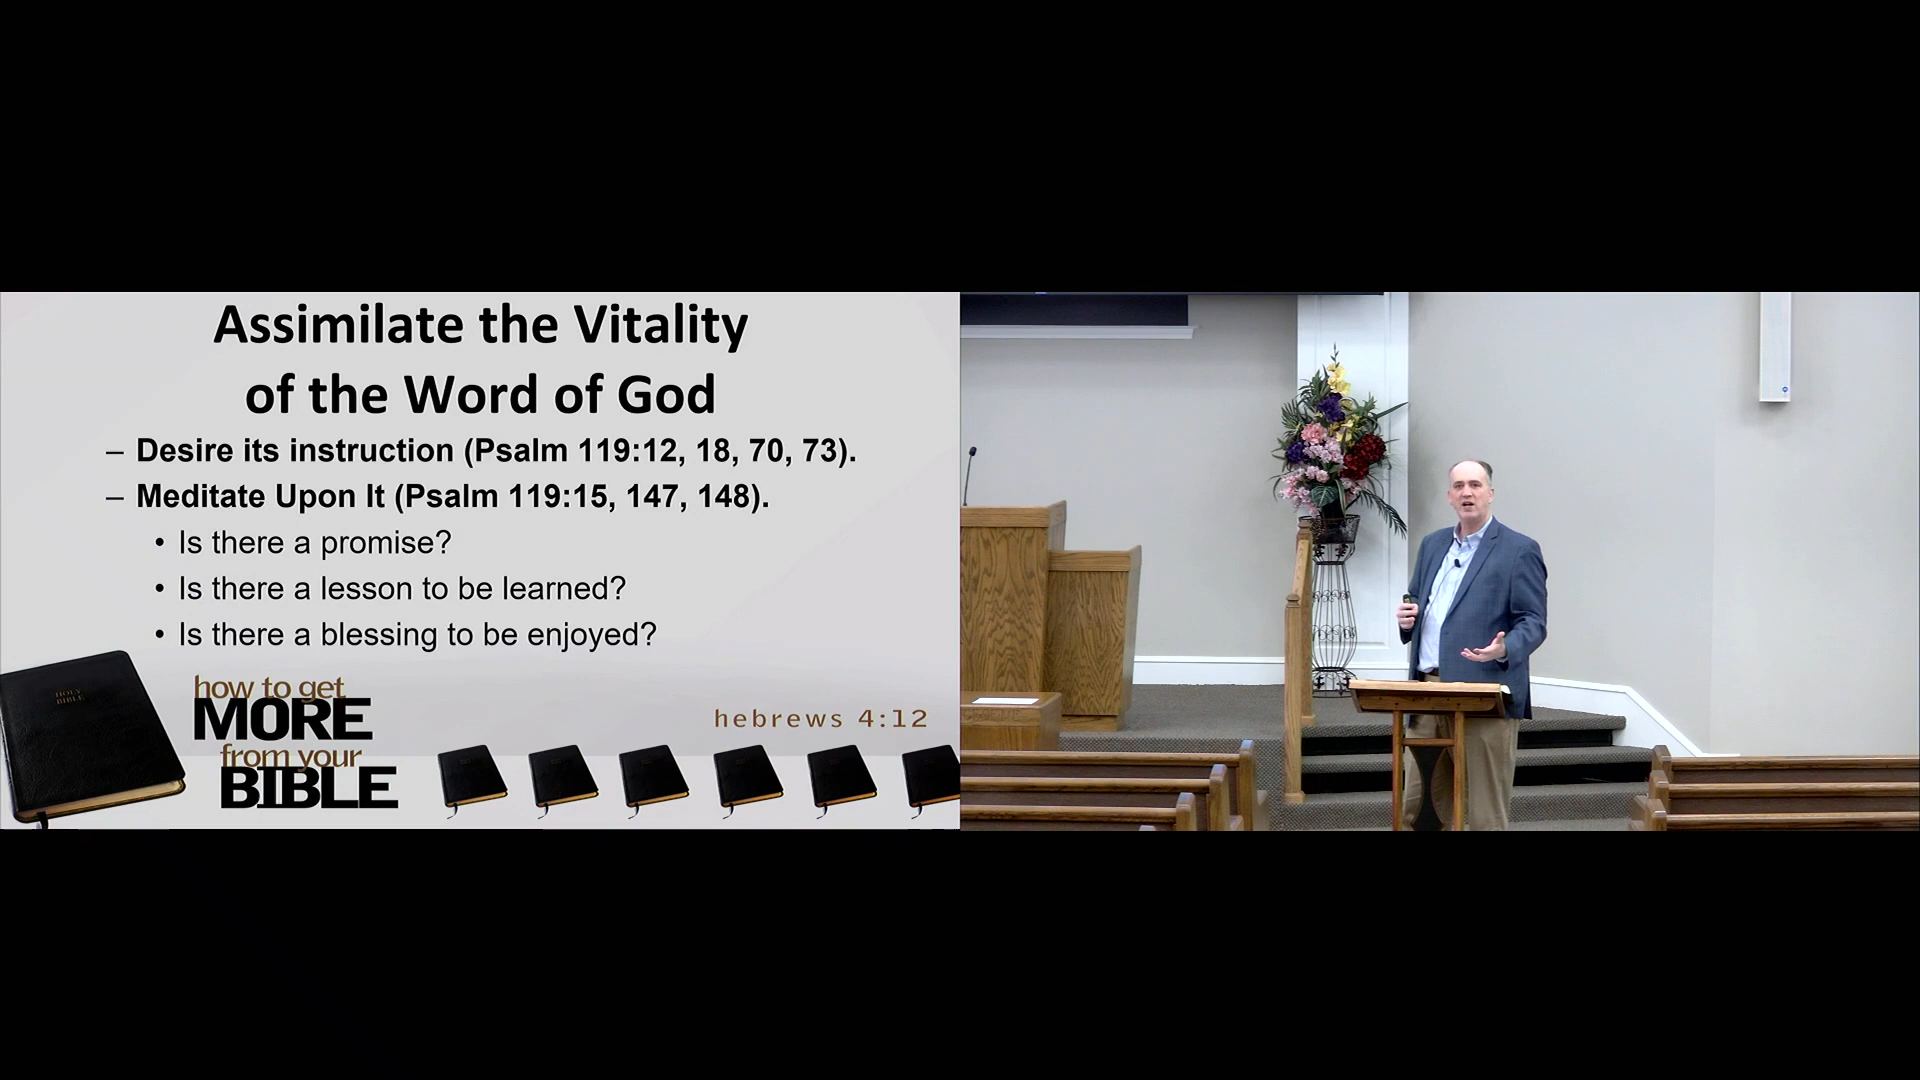 Assimilate the Vitality
of the Word of God
– Desire its instruction (Psalm 119:12, 18, 70, 73).
– Meditate Upon It (Psalm 119:15, 147, 148).
• Is there a promise?
• Is there a lesson to be learned?
• Is there a blessing to be enjoyed?
HOLY
BIBLE
how to get
MORE
from your
BIBLE
hebrews 4:12